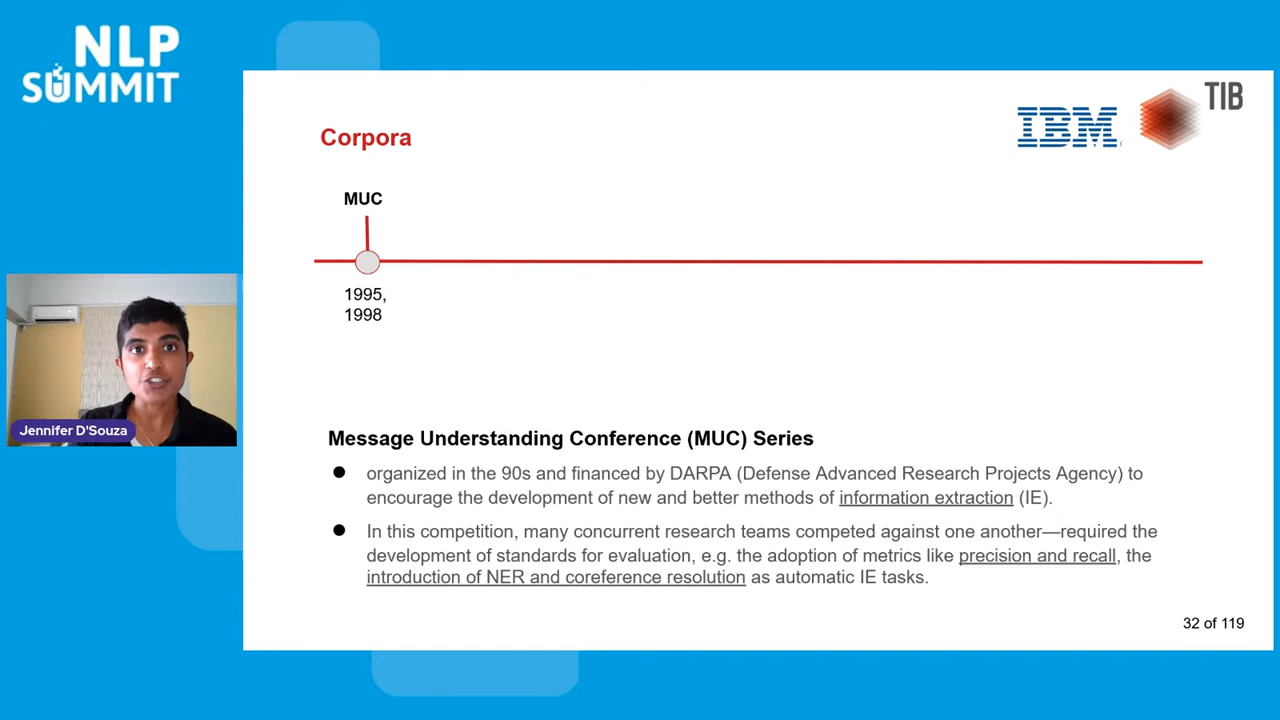 NLP
SUMMIT
IBM
TIB
Corpora
MUC
1995,
1998
Jennifer D'Souza
Message Understanding Conference (MUC) Series
● organized in the 90s and financed by DARPA (Defense Advanced Research Projects Agency) to
encourage the development of new and better methods of information extraction (IE).
● In this competition, many concurrent research teams competed against one another—required the
development of standards for evaluation, e.g. the adoption of metrics like precision and recall, the
introduction of NER and coreference resolution as automatic IE tasks.
32 of 119